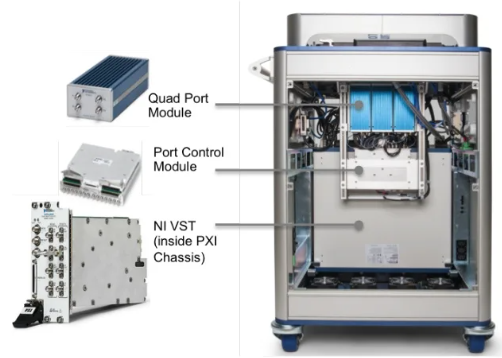 Quad Port
Module
Port Control
Module
NI VST
(inside PXI
Chassis)